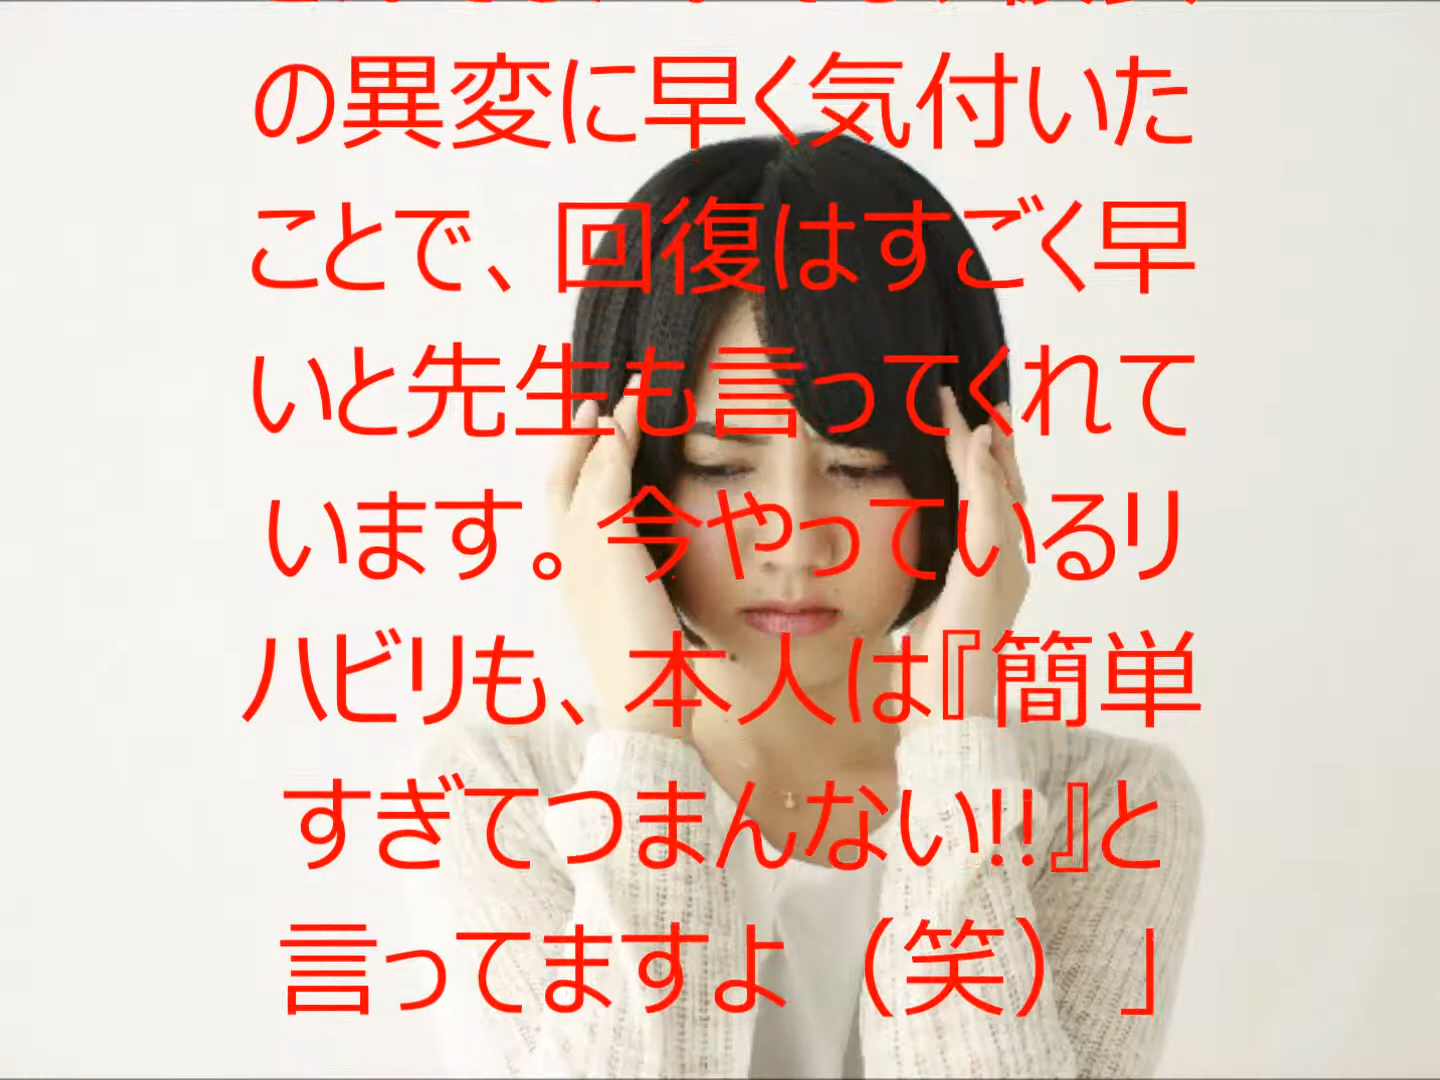 の異変に早く気付いた
ことで、回復はすごく早
いと先生も言ってくれて
います。今やっているリ
ハビリも、本人は『簡単
すぎてつまんない!!』と
言ってますよ（笑）」